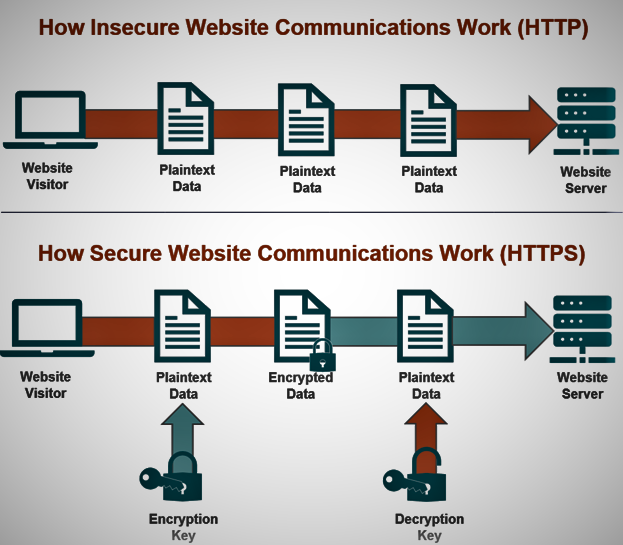 How Insecure Website Communications Work (HTTP)
Website
Visitor
Plaintext
Data
Plaintext
Data
Plaintext
Data
Website
Server
How Secure Website Communications Work (HTTPS)
Website
Visitor
Plaintext
Data
Encrypted
Data
Plaintext
Data
Website
Server
Encryption
Key
Decryption
Key